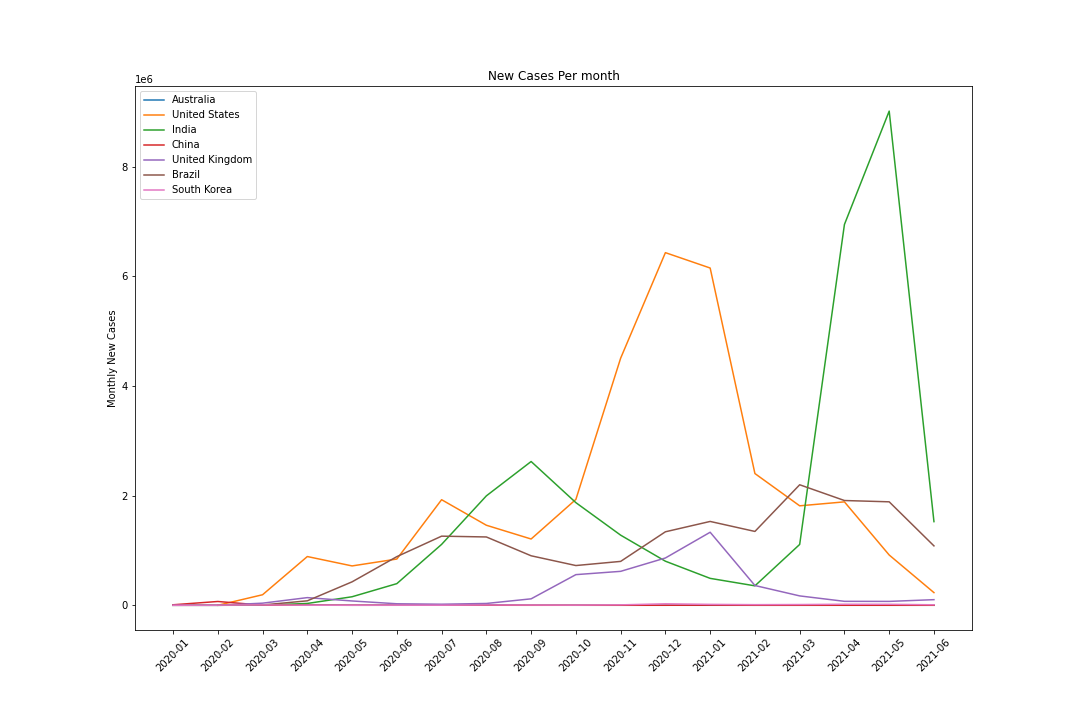 New Cases Per month
1e6
Australia
United States
India
China
United Kingdom
Brazil
South Korea
8
6
4
2
0
Monthly New Cases
2020-01
2020-02
2020-03
2020-04
2020-05
2020-06
2020-07
2020-08
2020-09
2020-10
2020-11
2020-12
2021-01
2021-02
2021-03
2021-04
2021-05
2021-06